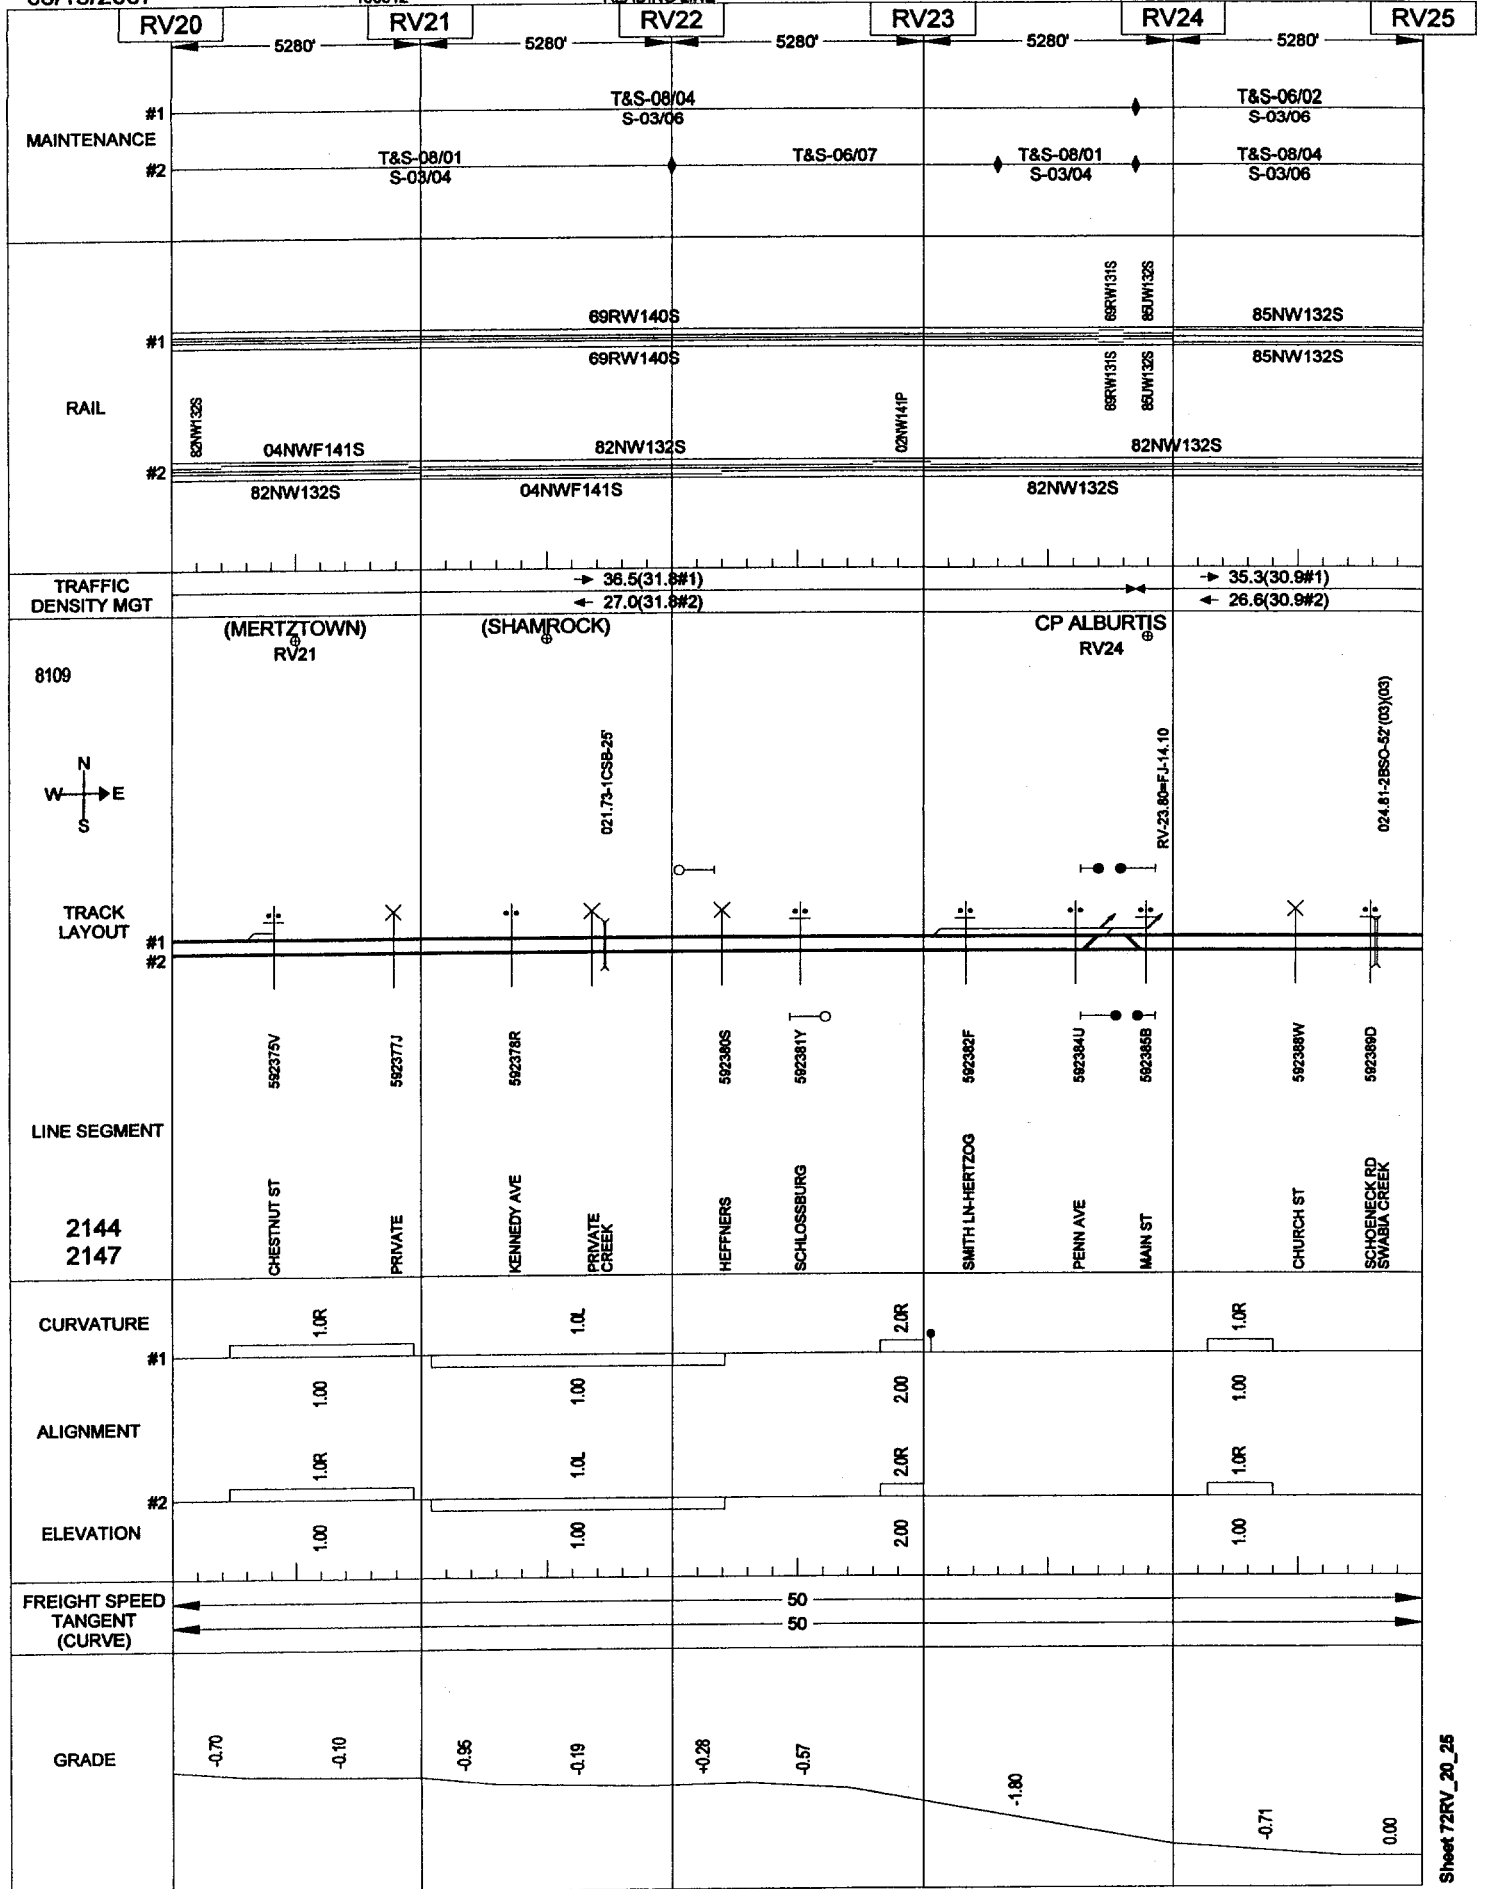 RV20 RV21 RV22 RV23 RV24 RV25
5280' 5280' 5280' 5280' 5280'
MAINTENANCE
#1
T&S-08/04
S-03/06
T&S-06/02
S-03/06
#2
T&S-08/01
S-03/04
T&S-06/07
T&S-08/01
S-03/04
T&S-08/04
S-03/06
RAIL
#1
69RW140S
69RW140S
69RW131S
85UW132S
69RW131S
85UW132S
85NW132S
85NW132S
#2
82NW132S
04NWF141S
82NW132S
82NW132S
04NWF141S
02NW141P
82NW132S
82NW132S
TRAFFIC
DENSITY MGT
36.5(31.8#1)
27.0(31.8#2)
35.3(30.9#1)
26.6(30.9#2)
8109
(MERTZTOWN)
RV21
(SHAMROCK)
CP ALBURTIS
RV24
N
W E
S
021.73-1CSB-25'
RV-23.80=FJ-14.10
024.81-2BSO-52'(03)(03)
TRACK
LAYOUT
#1
#2
592375V
592377J
592378R
592380S
592381Y
592382F
592384U
592385B
592388W
592389D
LINE SEGMENT
2144
2147
CHESTNUT ST
PRIVATE
KENNEDY AVE
PRIVATE
CREEK
HEFFNERS
SCHLOSSBURG
SMITH LN-HERTZOG
PENN AVE
MAIN ST
CHURCH ST
SCHOENECK RD
SWABIA CREEK
CURVATURE
#1
1.0R 1.0L 2.0R 1.0R
1.00 1.00 2.00 1.00
ALIGNMENT
#2
1.0R 1.0L 2.0R 1.0R
ELEVATION
1.00 1.00 2.00 1.00
FREIGHT SPEED
TANGENT
(CURVE)
50
50
GRADE
-0.70 -0.10 -0.95 -0.19 +0.28 -0.57 -1.80 -0.71 0.00
Sheet 72RV_20_25